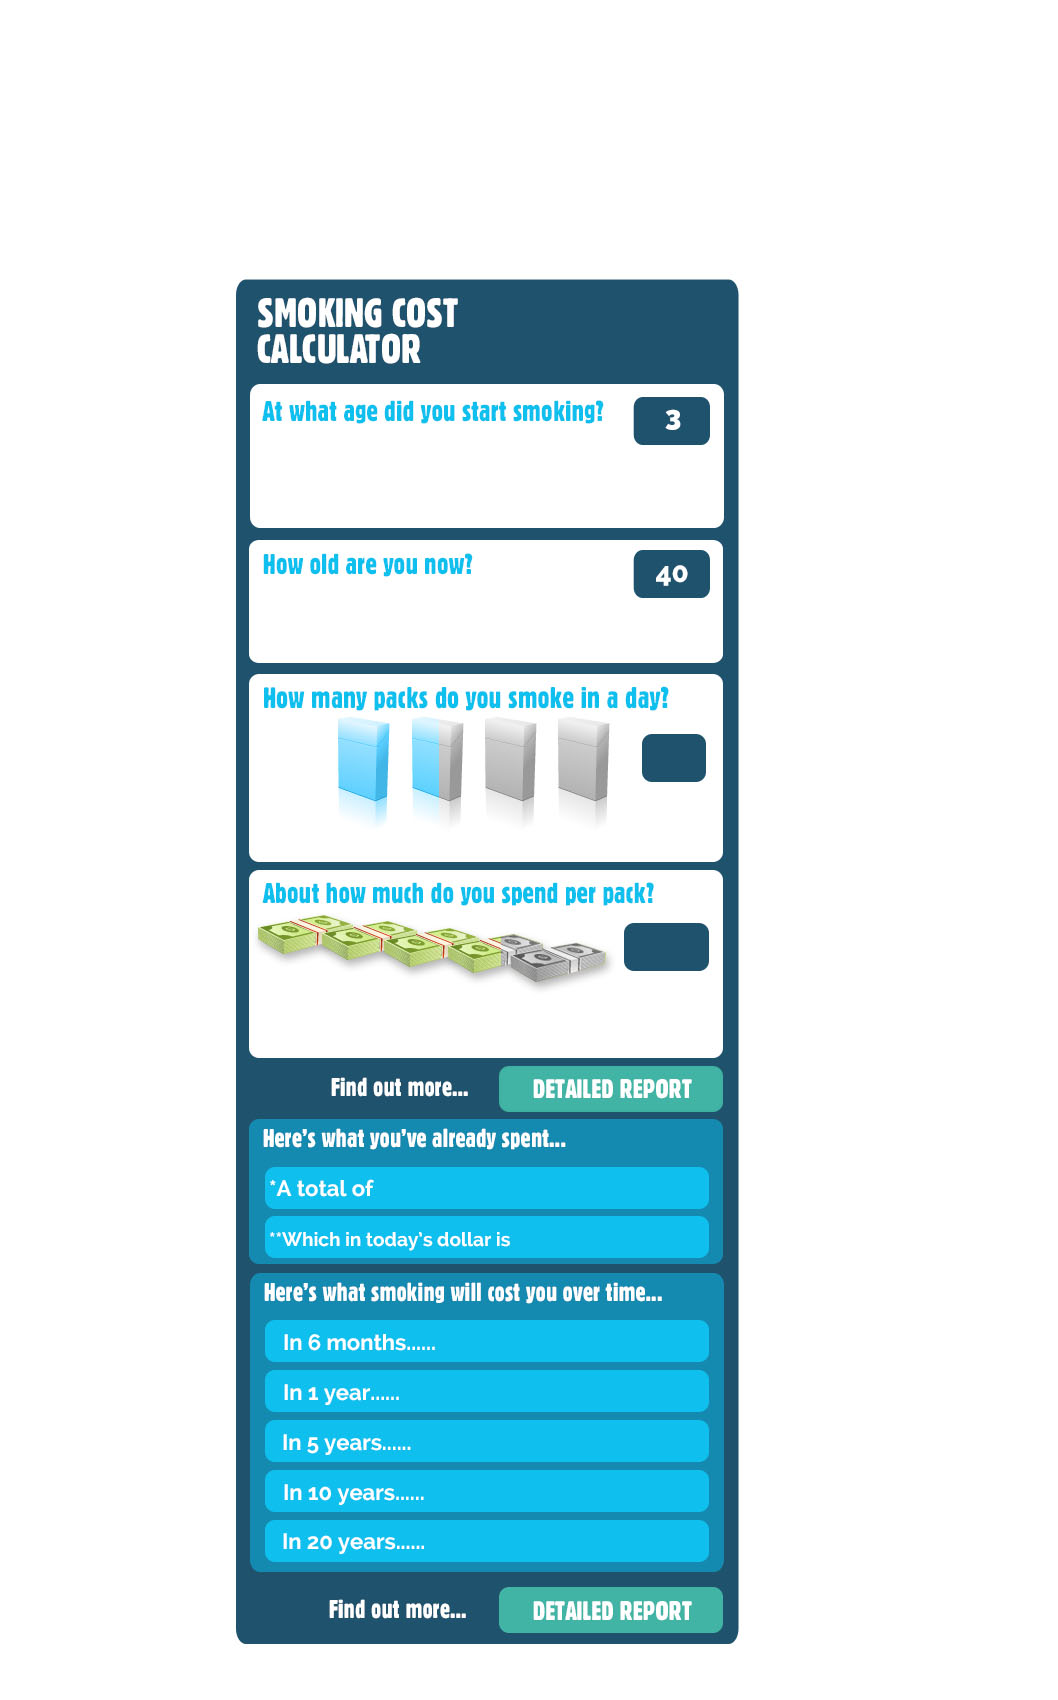 SMOKING COST
CALCULATOR
At what age did you start smoking?
3
How old are you now?
40
How many packs do you smoke in a day?
About how much do you spend per pack?
Find out more...
DETAILED REPORT
Here's what you've already spent...
*A total of
**Which in today's dollar is
Here's what smoking will cost you over time...
In 6 months......
In 1 year......
In 5 years......
In 10 years......
In 20 years......
Find out more...
DETAILED REPORT